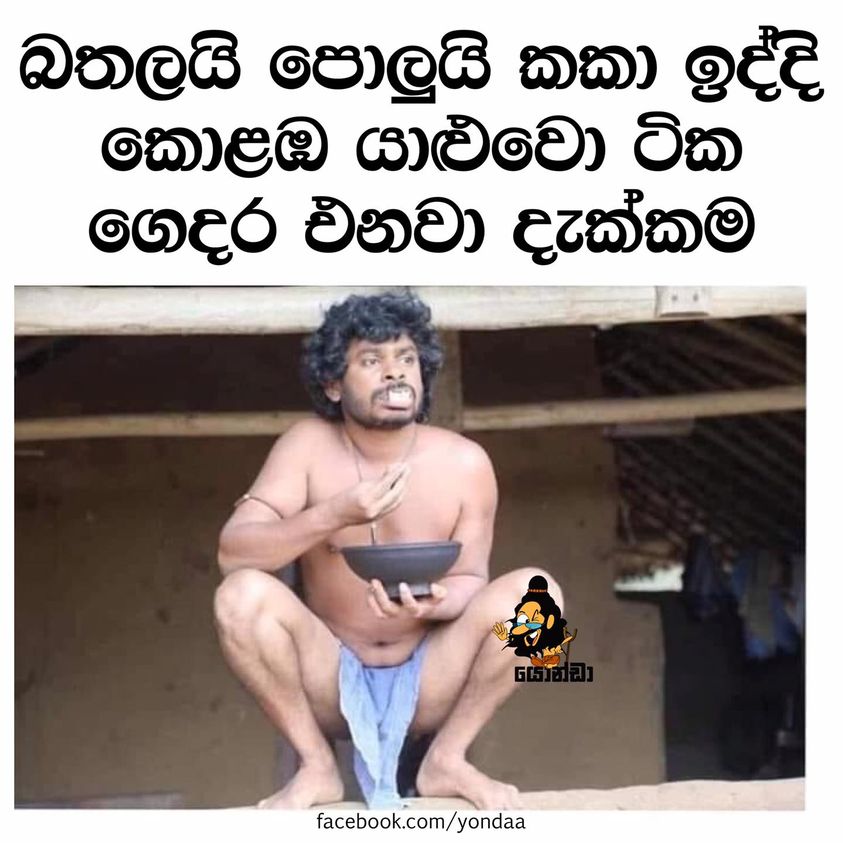 බතලයි පොලුයි කකා ඉද්දි
කොළඹ යාළුවො ටික
ගෙදර එනවා දැක්කම
යොන්ඩා
facebook.com/yondaa